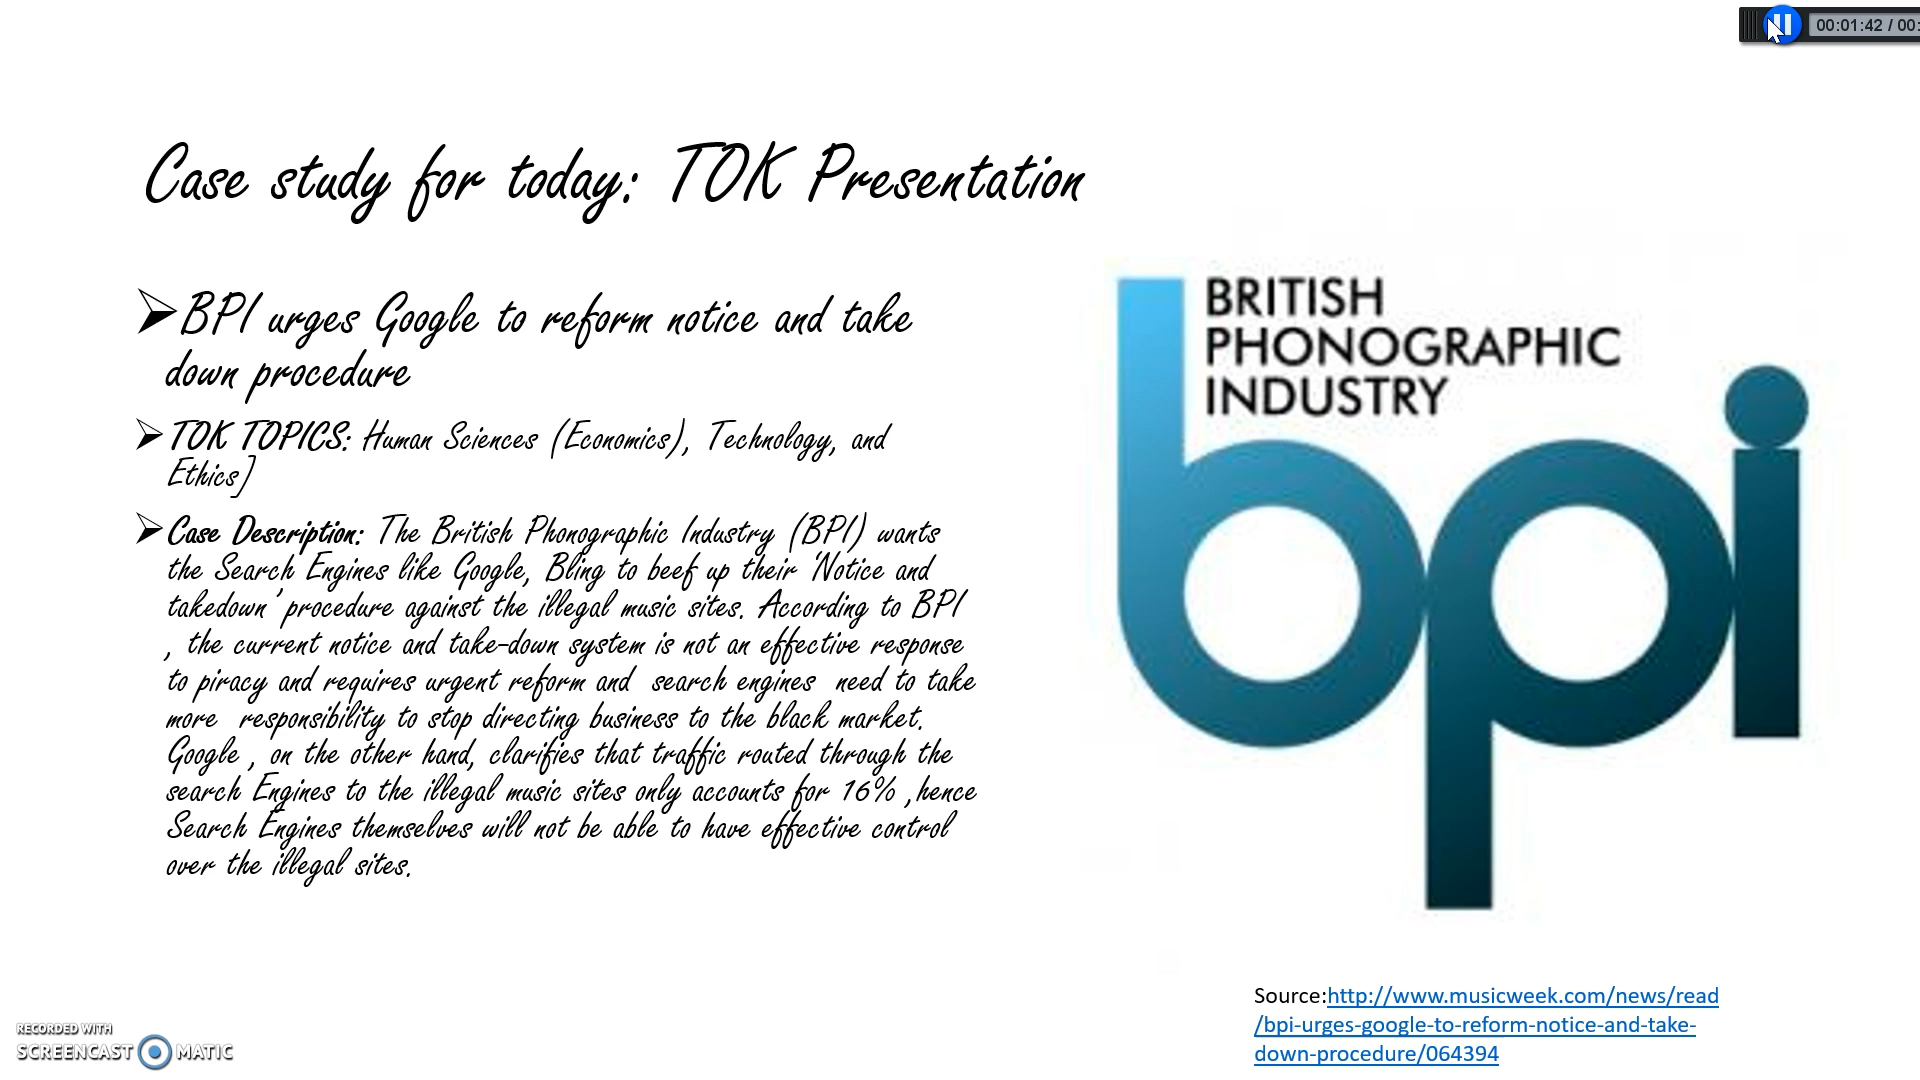 00:01:42 / 00:
Case study for today: TOK Presentation
BPI urges Google to reform notice and take
down procedure
TOK TOPICS: Human Sciences (Economics), Technology, and
Ethics]
Case Description: The British Phonographic Industry (BPI) wants
the Search Engines like Google, Bling to beef up their 'Notice and
takedown' procedure against the illegal music sites. According to BPI
, the current notice and take-down system is not an effective response
to piracy and requires urgent reform and search engines need to take
more responsibility to stop directing business to the black market.
Google , on the other hand, clarifies that traffic routed through the
search Engines to the illegal music sites only accounts for 16% ,hence
Search Engines themselves will not be able to have effective control
over the illegal sites.
BRITISH
PHONOGRAPHIC
INDUSTRY
bpi
Source:http://www.musicweek.com/news/read
/bpi-urges-google-to-reform-notice-and-take-
down-procedure/064394
RECORDED WITH
SCREENCAST MATIC